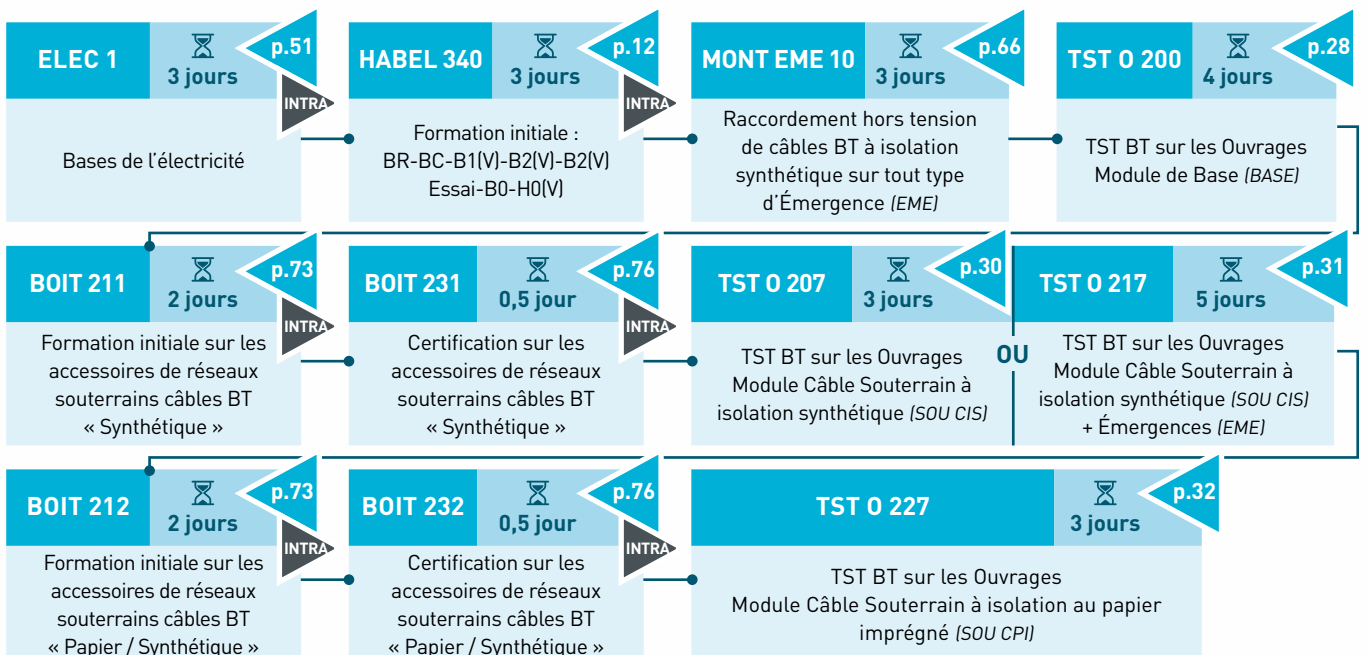 ELEC 1
3 jours
p.51
INTRA
Bases de l'électricité
HABEL 340
3 jours
p.12
INTRA
Formation initiale :
BR-BC-B1(V)-B2(V)-B2(V)
Essai-B0-H0(V)
MONT EME 10
3 jours
p.66
Raccordement hors tension
de câbles BT à isolation
synthétique sur tout type
d'Émergence (EME)
TST O 200
4 jours
p.28
TST BT sur les Ouvrages
Module de Base (BASE)
BOIT 211
2 jours
p.73
INTRA
Formation initiale sur les
accessoires de réseaux
souterrains câbles BT
« Synthétique »
BOIT 231
0,5 jour
p.76
INTRA
Certification sur les
accessoires de réseaux
souterrains câbles BT
« Synthétique »
TST O 207
3 jours
p.30
TST BT sur les Ouvrages
Module Câble Souterrain à
isolation synthétique (SOU CIS)
OU
TST O 217
5 jours
p.31
TST BT sur les Ouvrages
Module Câble Souterrain à
isolation synthétique (SOU CIS)
+ Émergences (EME)
BOIT 212
2 jours
p.73
INTRA
Formation initiale sur les
accessoires de réseaux
souterrains câbles BT
« Papier / Synthétique »
BOIT 232
0,5 jour
p.76
INTRA
Certification sur les
accessoires de réseaux
souterrains câbles BT
« Papier / Synthétique »
TST O 227
3 jours
p.32
TST BT sur les Ouvrages
Module Câble Souterrain à isolation au papier
imprégné (SOU CPI)